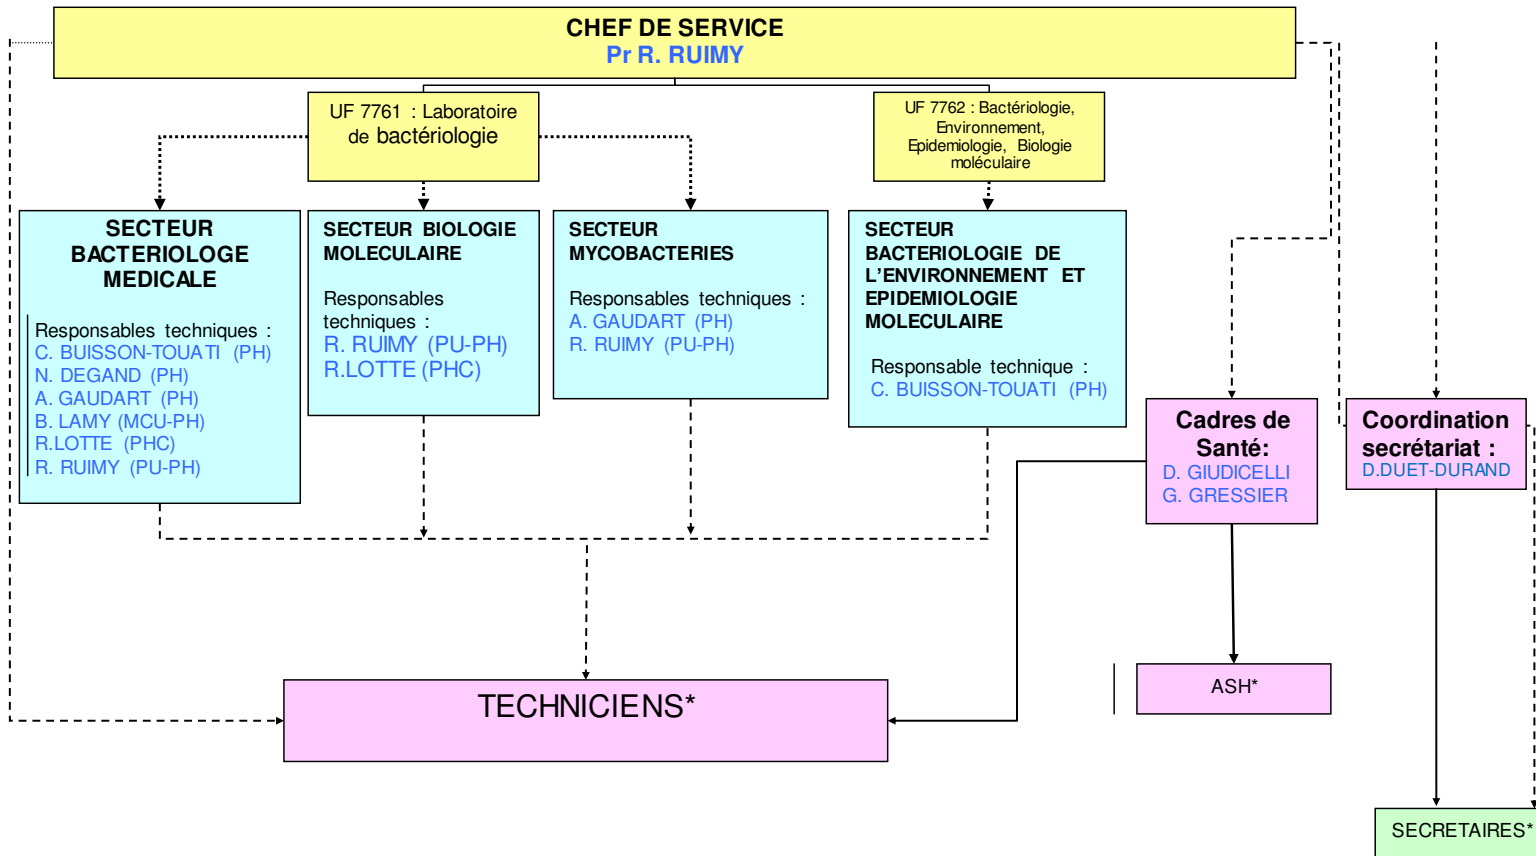 CHEF DE SERVICE
Pr R. RUIMY
UF 7761 : Laboratoire
de bactériologie
UF 7762 : Bactériologie,
Environnement,
Epidemiologie, Biologie
moléculaire
SECTEUR
BACTERIOLOGE
MEDICALE
Responsables techniques :
C. BUISSON-TOUATI (PH)
N. DEGAND (PH)
A. GAUDART (PH)
B. LAMY (MCU-PH)
R.LOTTE (PHC)
R. RUIMY (PU-PH)
SECTEUR BIOLOGIE
MOLECULAIRE
Responsables
techniques :
R. RUIMY (PU-PH)
R.LOTTE (PHC)
SECTEUR
MYCOBACTERIES
Responsables techniques :
A. GAUDART (PH)
R. RUIMY (PU-PH)
SECTEUR
BACTERIOLOGIE DE
L'ENVIRONNEMENT ET
EPIDEMIOLOGIE
MOLECULAIRE
Responsable technique :
C. BUISSON-TOUATI (PH)
Cadres de
Santé:
D. GIUDICELLI
G. GRESSIER
Coordination
secrétariat :
D.DUET-DURAND
TECHNICIENS*
ASH*
SECRETAIRES*